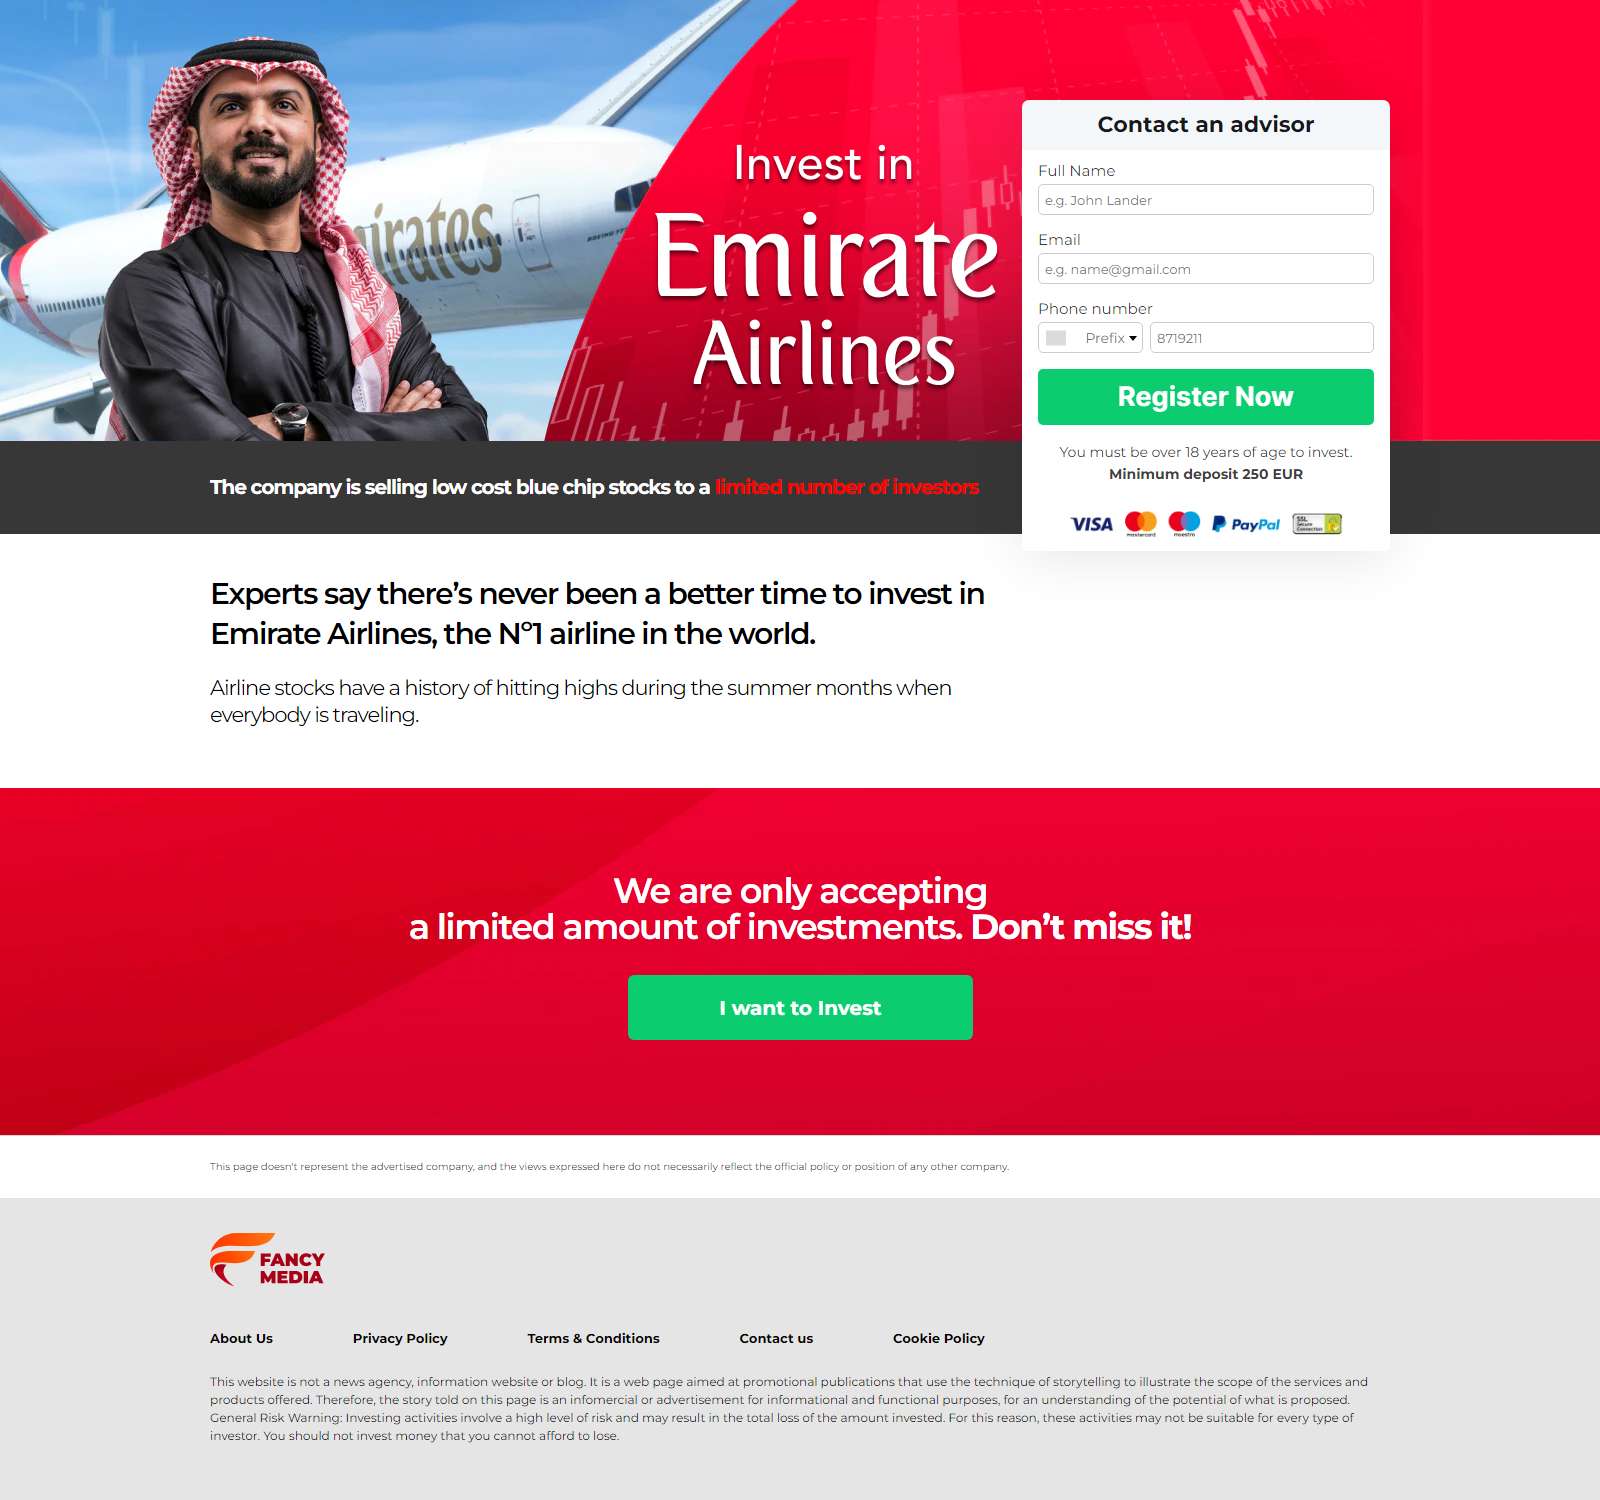 Emirates
BOEING 777
Invest in
Emirate
Airlines
Contact an advisor
Full Name
e.g. John Lander
Email
e.g. name@gmail.com
Phone number
Prefix
8719211
Register Now
You must be over 18 years of age to invest.
Minimum deposit 250 EUR
VISA
mastercard
maestro
PayPal
SSL
Secure
Connection
The company is selling low cost blue chip stocks to a limited number of investors
Experts say there’s never been a better time to invest in
Emirate Airlines, the Nº1 airline in the world.
Airline stocks have a history of hitting highs during the summer months when
everybody is traveling.
We are only accepting
a limited amount of investments. Don’t miss it!
I want to Invest
This page doesn't represent the advertised company, and the views expressed here do not necessarily reflect the official policy or position of any other company.
FANCY
MEDIA
About Us
Privacy Policy
Terms & Conditions
Contact us
Cookie Policy
This website is not a news agency, information website or blog. It is a web page aimed at promotional publications that use the technique of storytelling to illustrate the scope of the services and
products offered. Therefore, the story told on this page is an infomercial or advertisement for informational and functional purposes, for an understanding of the potential of what is proposed.
General Risk Warning: Investing activities involve a high level of risk and may result in the total loss of the amount invested. For this reason, these activities may not be suitable for every type of
investor. You should not invest money that you cannot afford to lose.